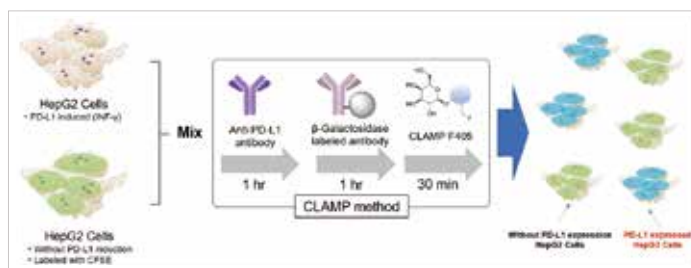 HepG2 Cells
• PD-L1 induced (INF-γ)
HepG2 Cells
• Without PD-L1 induction
• Labeled with CFSE
Mix
Anti-PD-L1
antibody
1 hr
β-Galactosidase
labeled antibody
1 hr
CLAMP F405
30 min
CLAMP method
Without PD-L1 expression
HepG2 Cells
PD-L1 expressed
HepG2 Cells